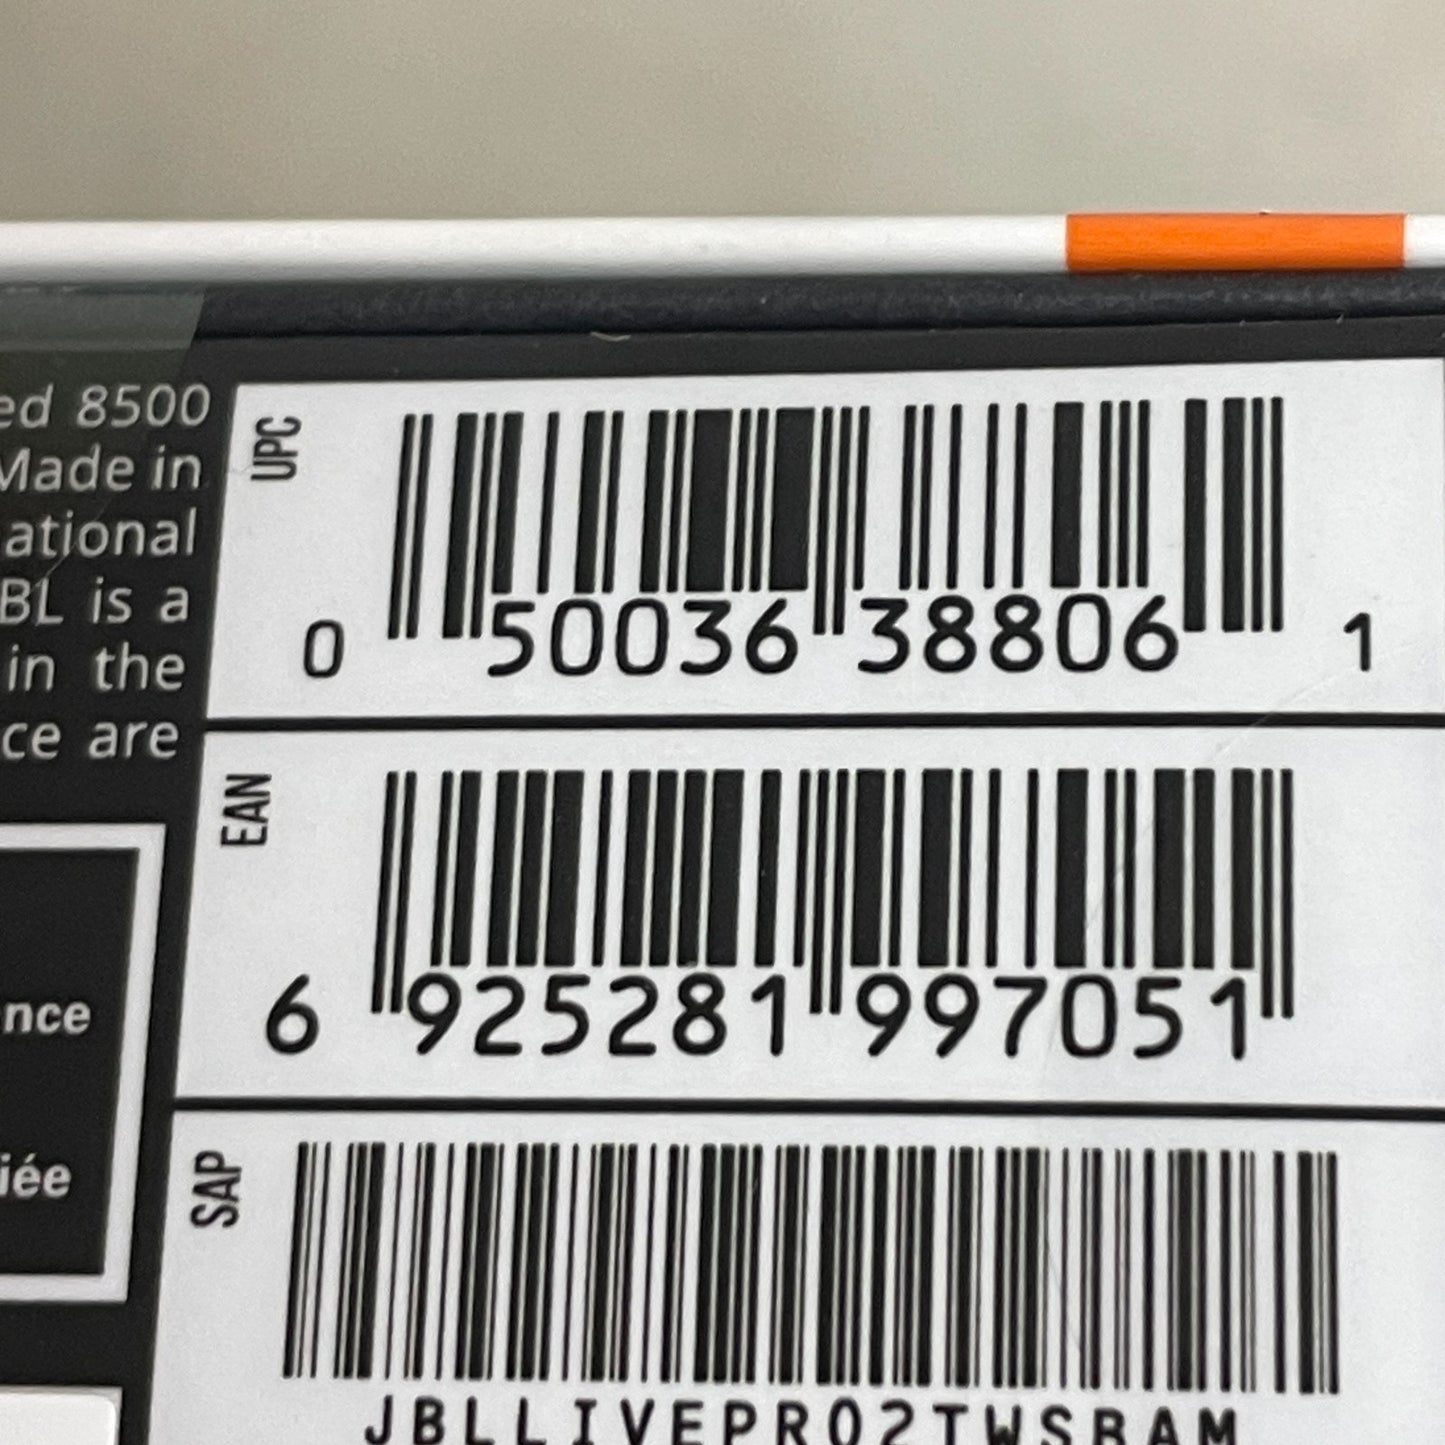 ed 8500
Made in
ational
BL is a
in the
ce are
nce
iée
UPC
0 50036 38806 1
EAN
6 925281 997051
SAP
JBLLIVEPRO2TWSBAM